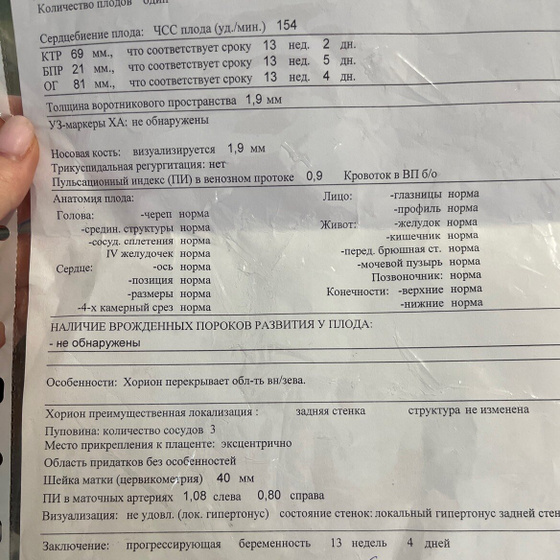 Количество плодов один
Сердцебиение плода: ЧСС плода (уд./мин.) 154
КТР 69 мм., что соответствует сроку 13 нед. 2 дн.
БПР 21 мм., что соответствует сроку 13 нед. 5 дн.
ОГ 81 мм., что соответствует сроку 13 нед. 4 дн.
Толщина воротникового пространства 1,9 мм
УЗ-маркеры ХА: не обнаружены
Носовая кость: визуализируется 1,9 мм
Трикуспидальная регургитация: нет
Пульсационный индекс (ПИ) в венозном протоке 0,9 Кровоток в ВП б/о
Анатомия плода: Лицо: -глазницы норма
Голова: -череп норма -профиль норма
-средин. структуры норма Живот: -желудок норма
-сосуд. сплетения норма -кишечник норма
IV желудочек норма -перед. брюшная ст. норма
Сердце: -ось норма -мочевой пузырь норма
-позиция норма Позвоночник: норма
-размеры норма Конечности: -верхние норма
-4-х камерный срез норма -нижние норма
НАЛИЧИЕ ВРОЖДЕННЫХ ПОРОКОВ РАЗВИТИЯ У ПЛОДА:
- не обнаружены
Особенности: Хорион перекрывает обл-ть вн/зева.
Хорион преимущественная локализация : задняя стенка структура не изменена
Пуповина: количество сосудов 3
Место прикрепления к плаценте: эксцентрично
Область придатков без особенностей
Шейка матки (цервикометрия) 40 мм
ПИ в маточных артериях 1,08 слева 0,80 справа
Визуализация: не удовл. (лок. гипертонус) состояние стенок: локальный гипертонус задней стен
Заключение: прогрессирующая беременность 13 недель 4 дней